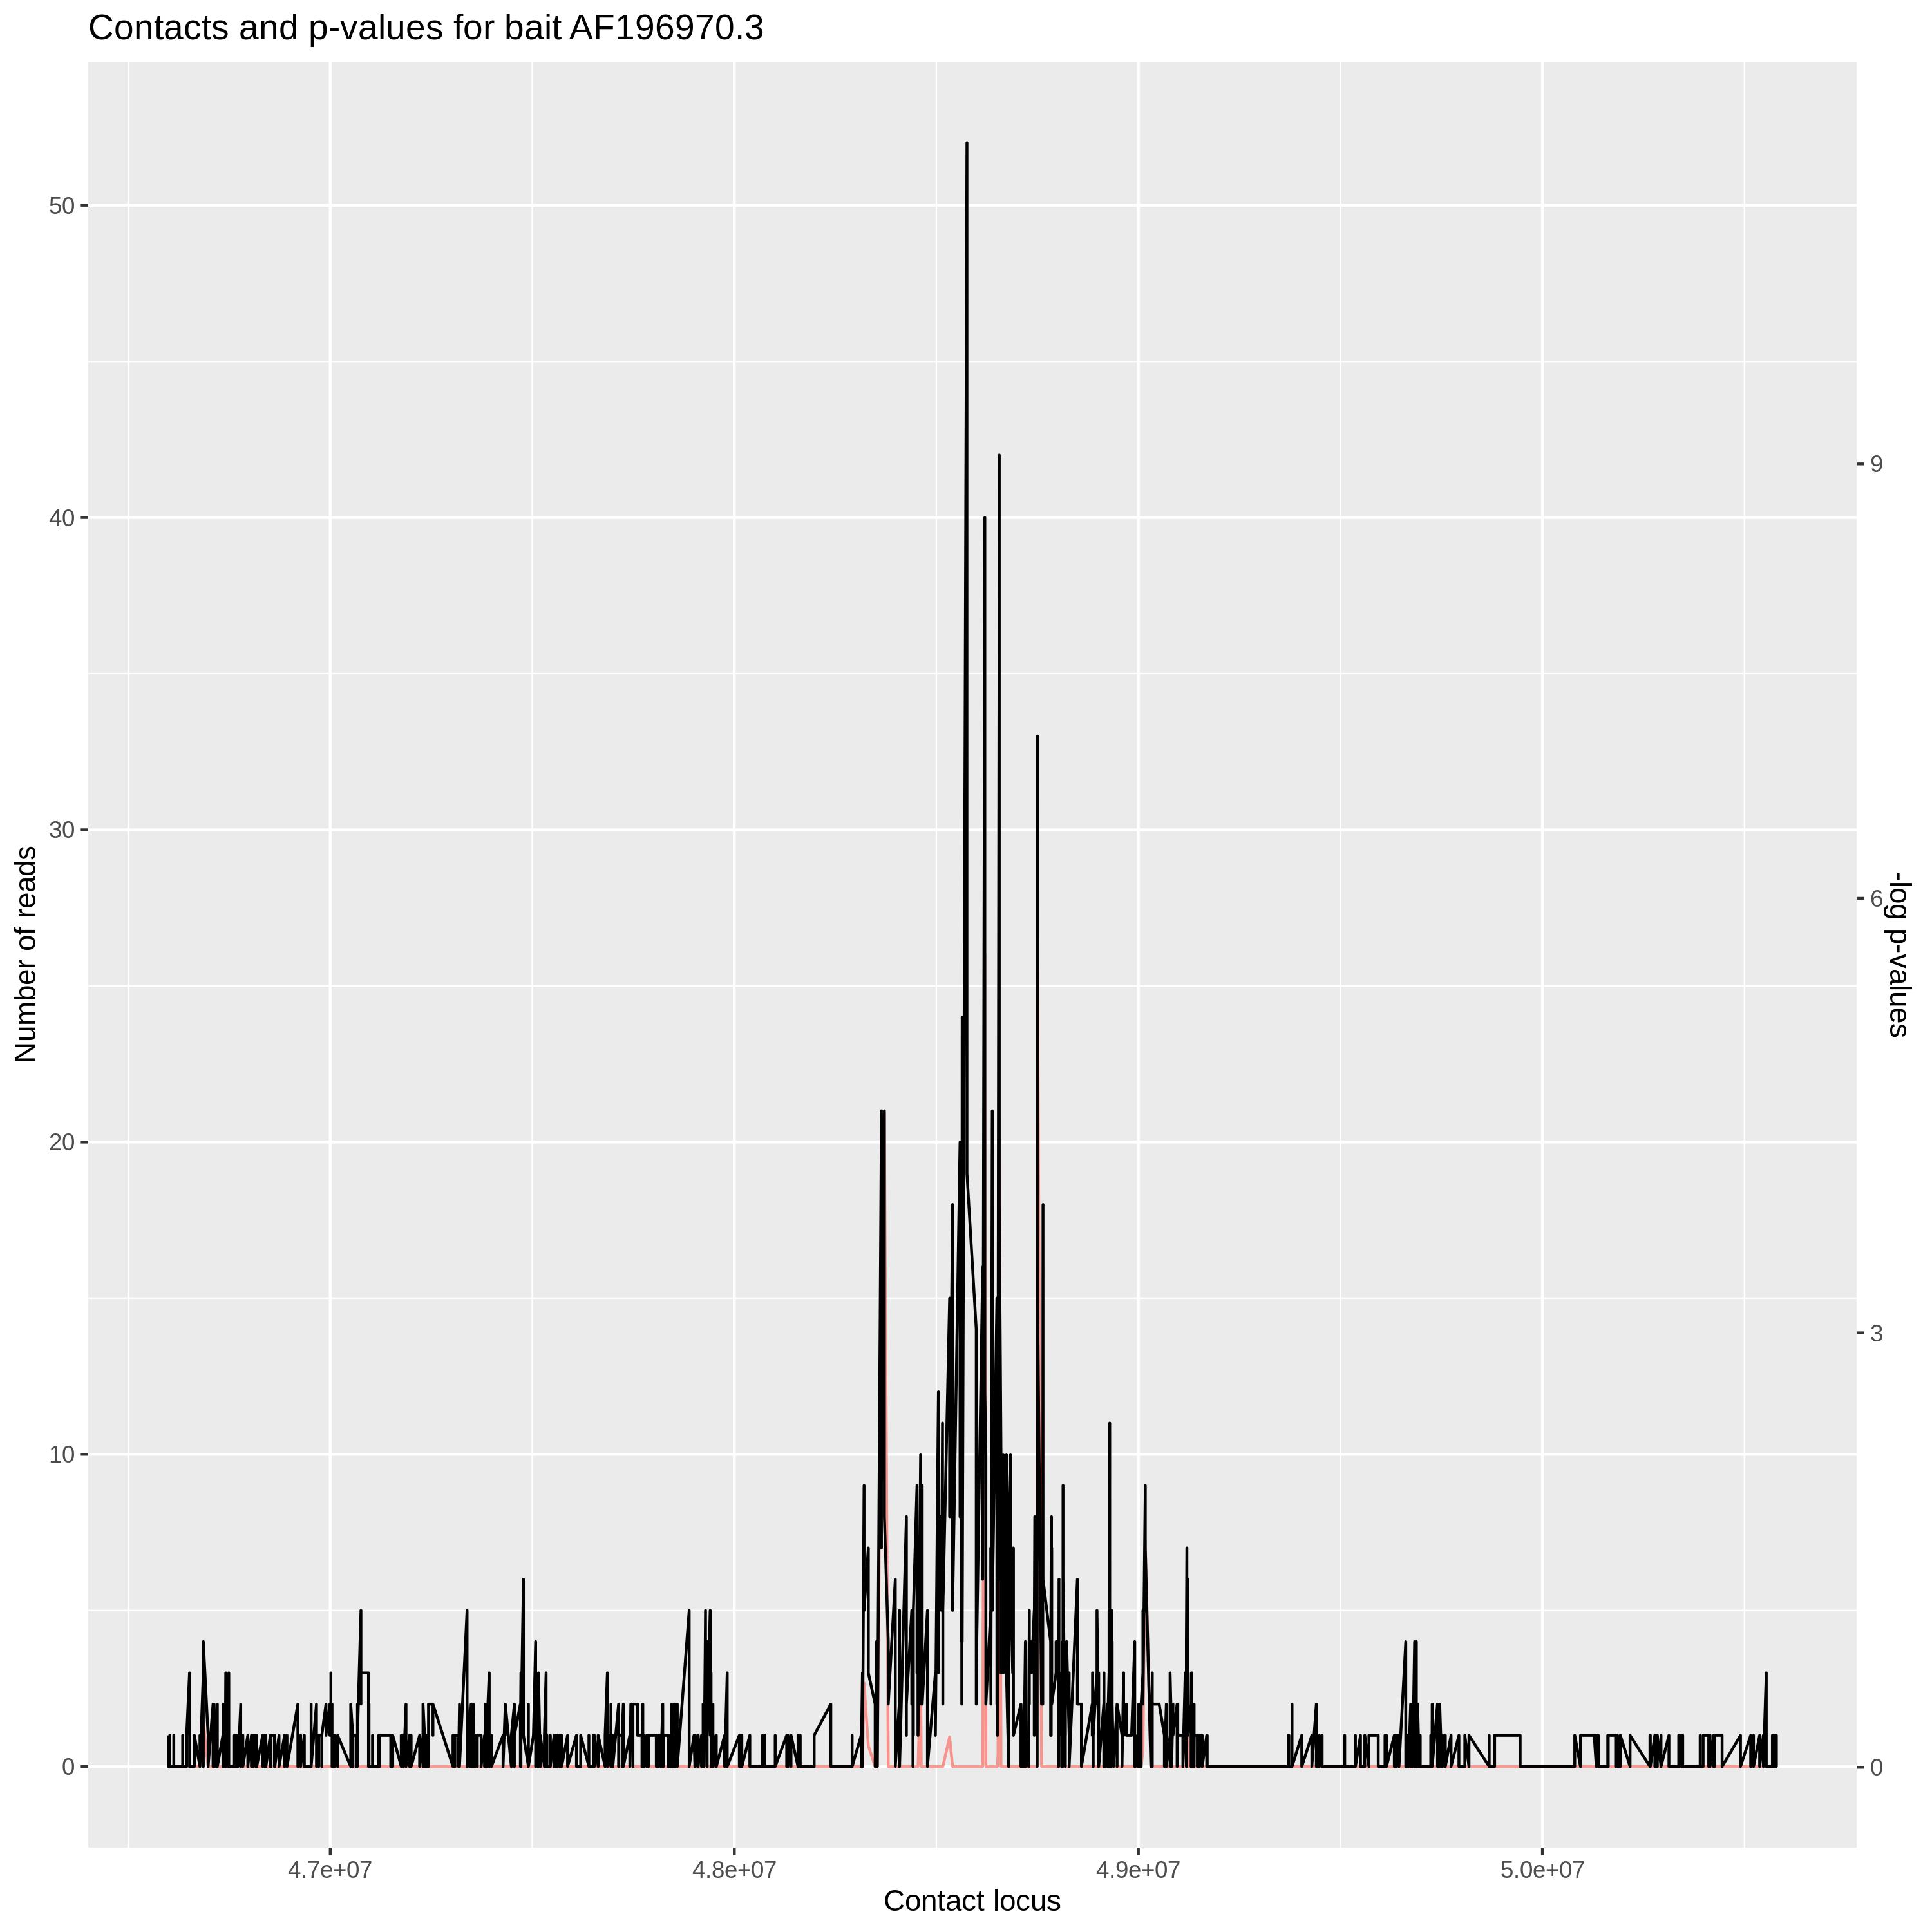 Contacts and p-values for bait AF196970.3
50
40
30
20
10
0
Number of reads
9
6
3
0
-log p-values
4.7e+07
4.8e+07
4.9e+07
5.0e+07
Contact locus